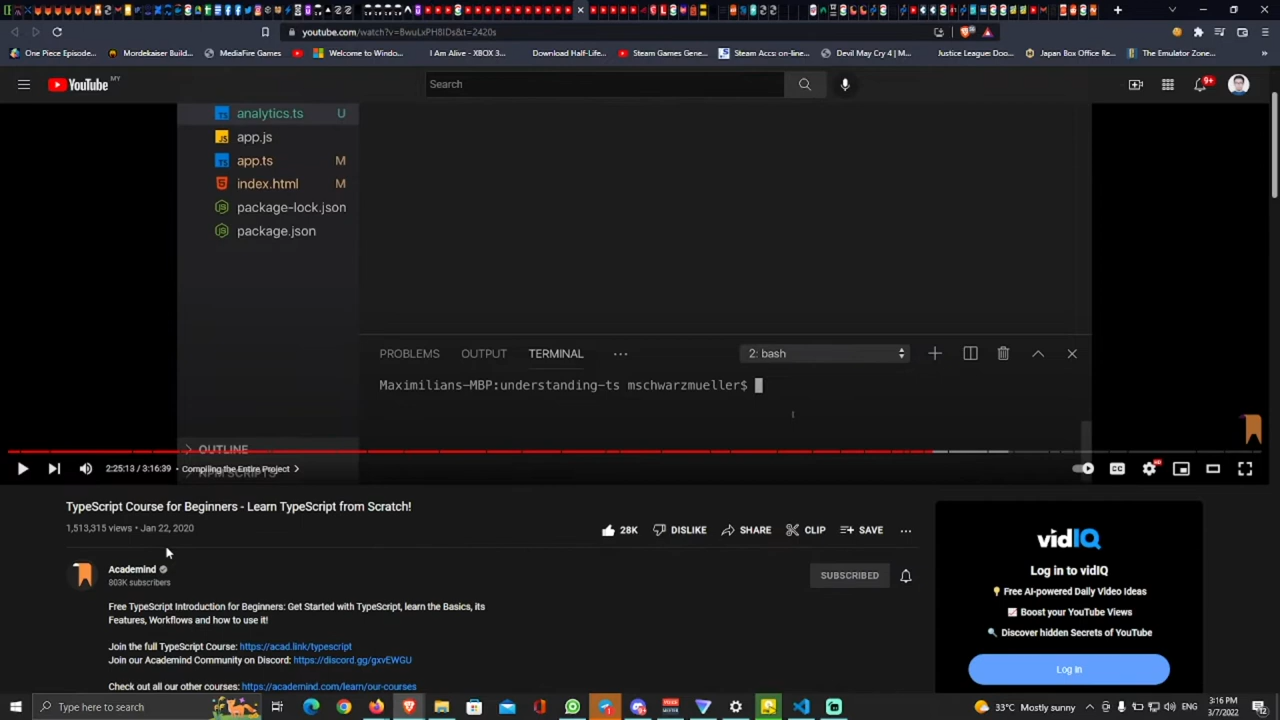 youtube.com/watch?v=BwuLxPH8IDs&t=2420s
One Piece Episode...
Mordekaiser Build...
MediaFire Games
Welcome to Windo...
I Am Alive - XBOX 3...
Download Half-Life...
Steam Games Gene...
Steam Accs: on-line...
Devil May Cry 4 | M...
Justice League: Doo...
Japan Box Office Re...
The Emulator Zone...
YouTube MY
Search
9+
analytics.ts U
app.js
app.ts M
index.html M
package-lock.json
package.json
PROBLEMS OUTPUT TERMINAL ... 2: bash
Maximilians-MBP:understanding-ts mschwarzmueller$
OUTLINE
NPM SCRIPTS
2:25:13 / 3:16:39 • Compiling the Entire Project
TypeScript Course for Beginners - Learn TypeScript from Scratch!
1,513,315 views • Jan 22, 2020
28K DISLIKE SHARE CLIP SAVE ...
Academind
803K subscribers
SUBSCRIBED
Free TypeScript Introduction for Beginners: Get Started with TypeScript, learn the Basics, its
Features, Workflows and how to use it!
Join the full TypeScript Course: https://acad.link/typescript
Join our Academind Community on Discord: https://discord.gg/gxvEWGU
Check out all our other courses: https://academind.com/learn/our-courses
vidIQ
Log in to vidIQ
Free AI-powered Daily Video Ideas
Boost your YouTube Views
Discover hidden Secrets of YouTube
Log in
Type here to search
33°C Mostly sunny
ENG
3:16 PM
3/7/2022